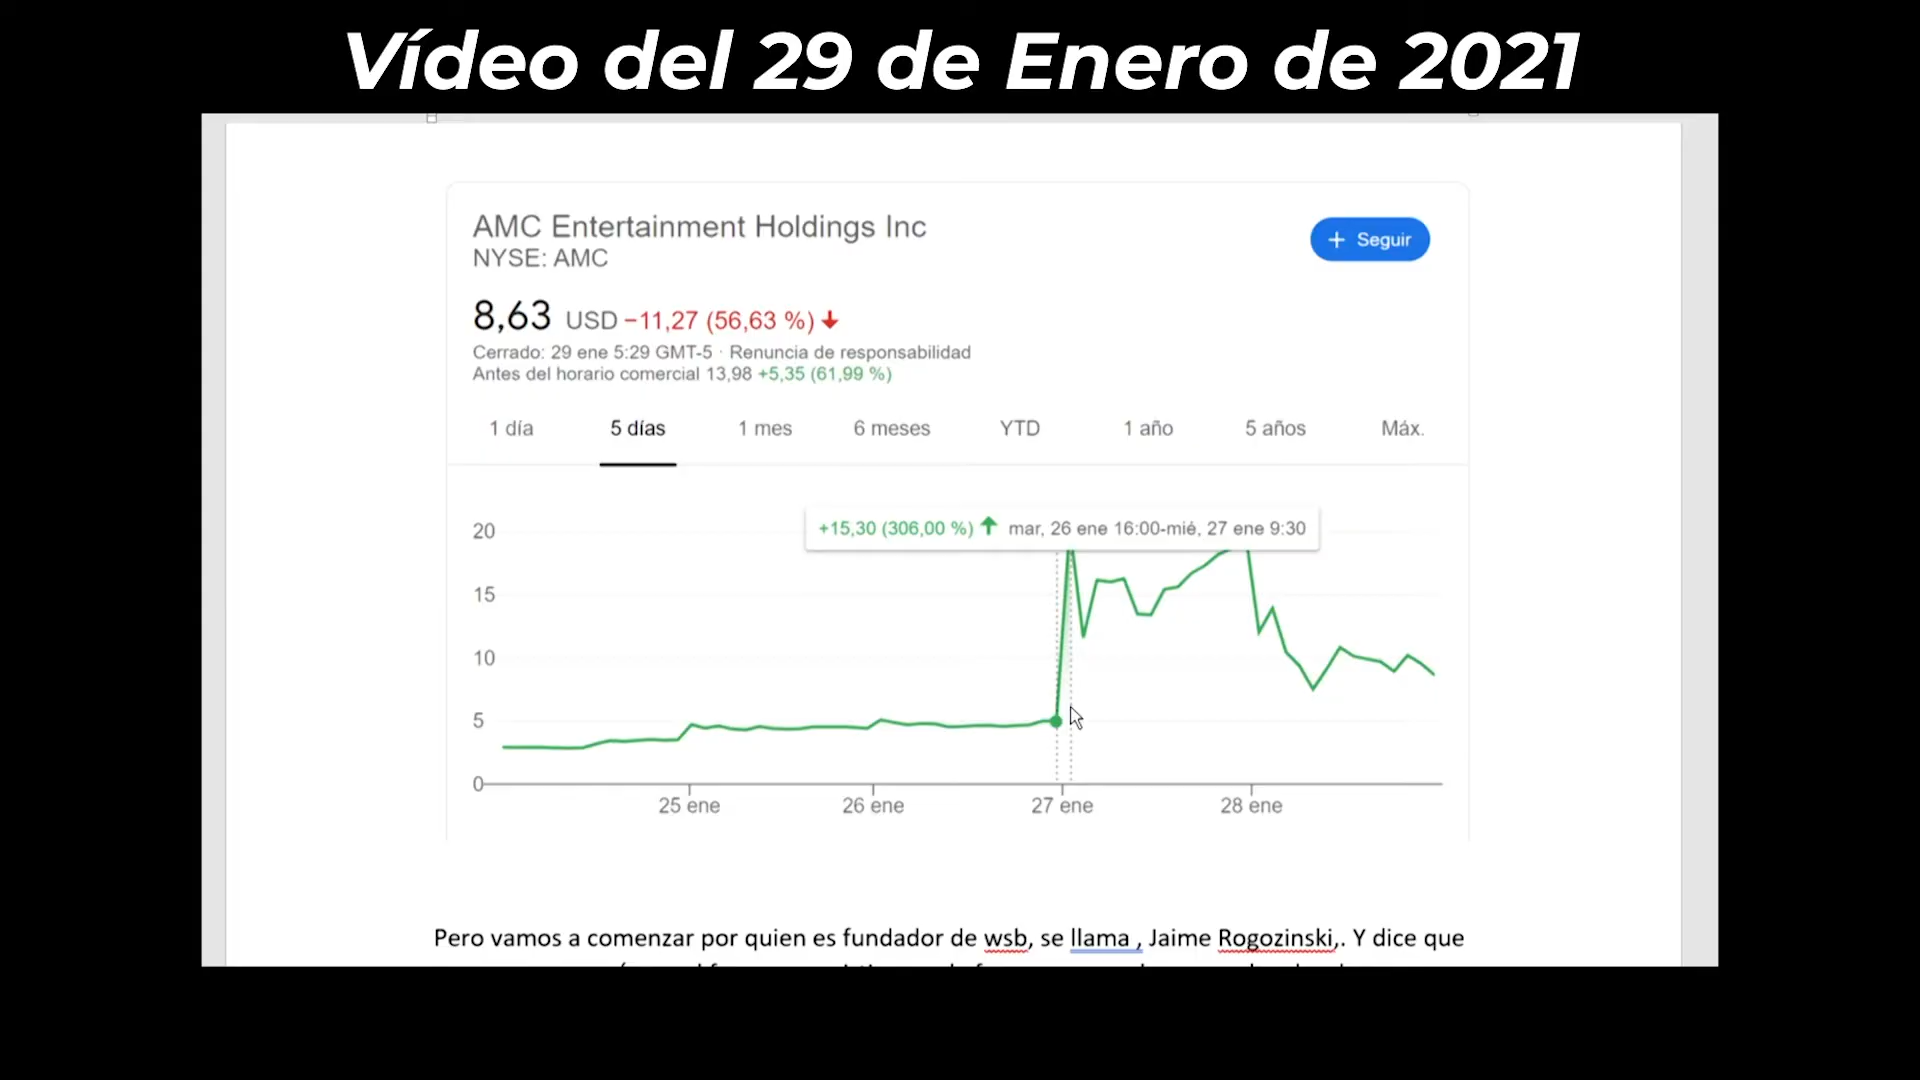 Vídeo del 29 de Enero de 2021
AMC Entertainment Holdings Inc
NYSE: AMC
+ Seguir
8,63 USD −11,27 (56,63 %)
Cerrado: 29 ene 5:29 GMT-5 · Renuncia de responsabilidad
Antes del horario comercial 13,98 +5,35 (61,99 %)
1 día 5 días 1 mes 6 meses YTD 1 año 5 años Máx.
+15,30 (306,00 %) mar, 26 ene 16:00-mié, 27 ene 9:30
20
15
10
5
0
25 ene 26 ene 27 ene 28 ene
Pero vamos a comenzar por quien es fundador de wsb, se llama , Jaime Rogozinski,. Y dice que